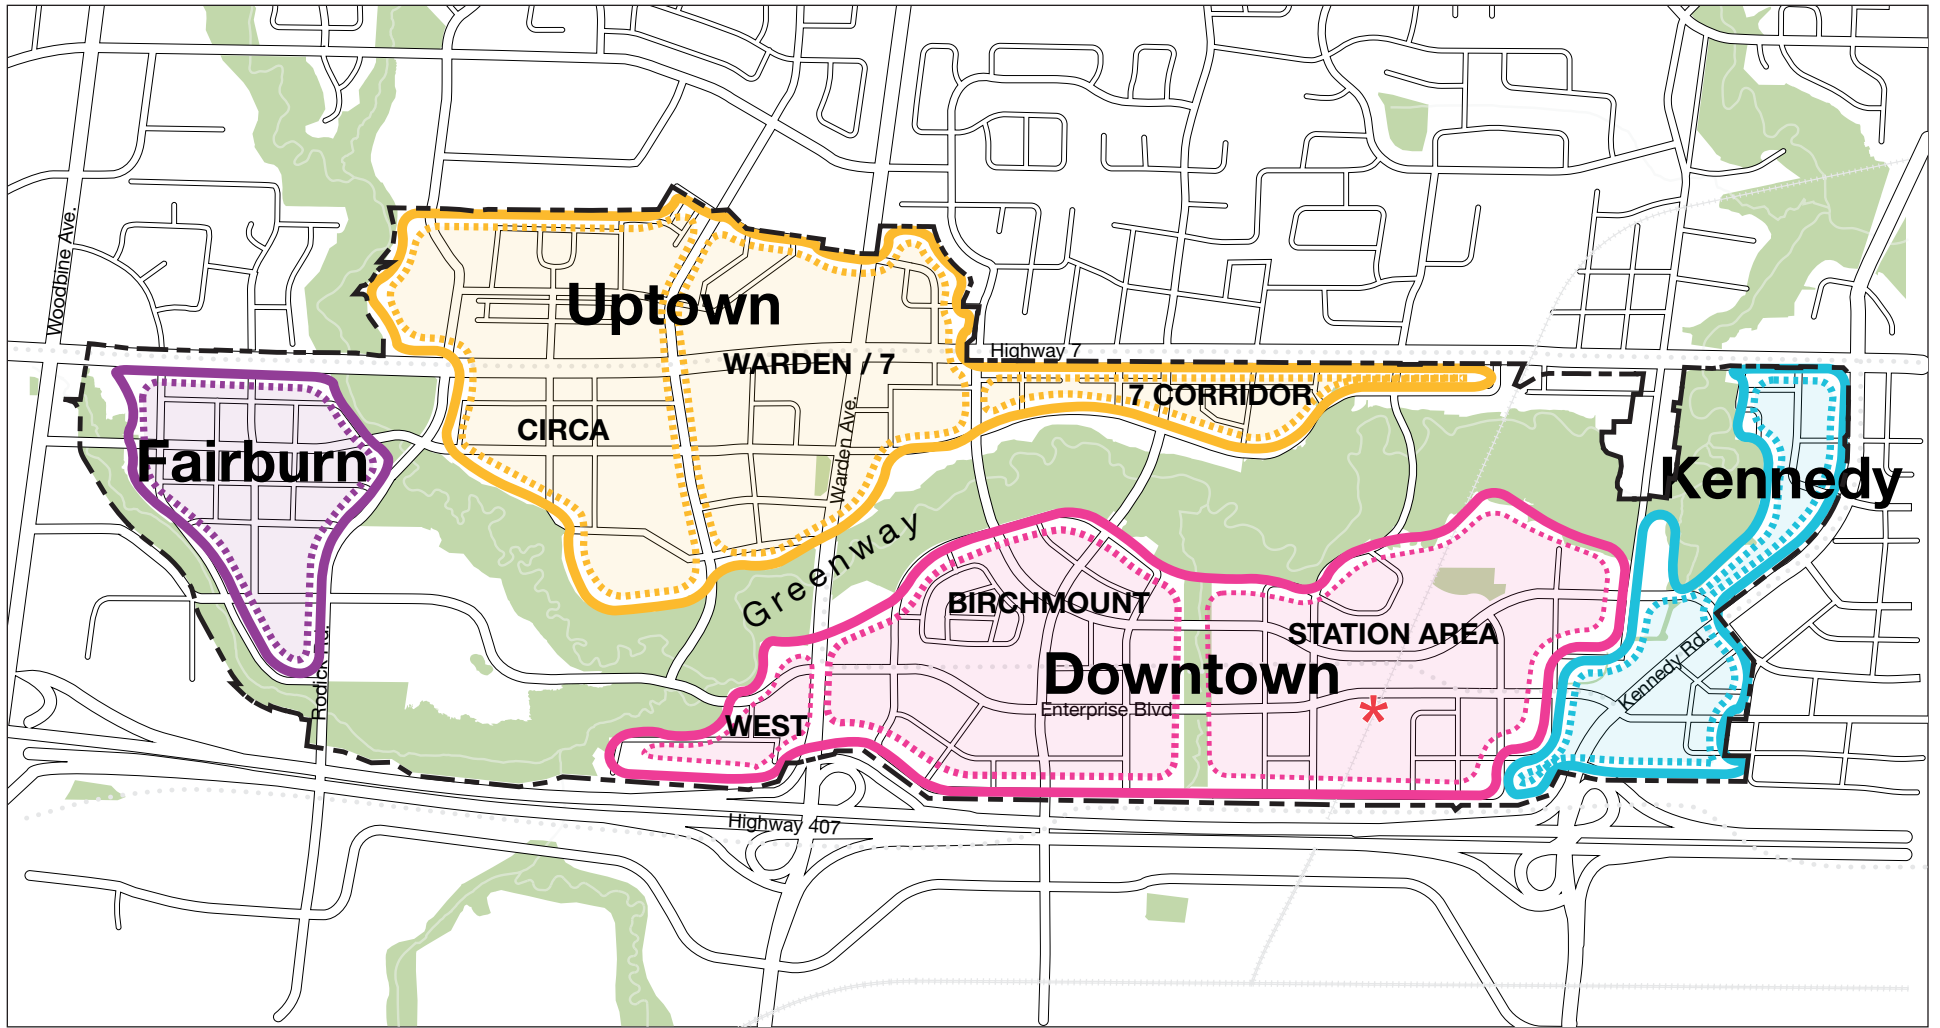 Woodbine Ave.
Uptown
Highway 7
WARDEN / 7
7 CORRIDOR
CIRCA
Warden Ave.
Fairburn
Kennedy
Greenway
BIRCHMOUNT
STATION AREA
Kennedy Rd.
Rodick Rd.
Downtown
Enterprise Blvd
*
WEST
Highway 407